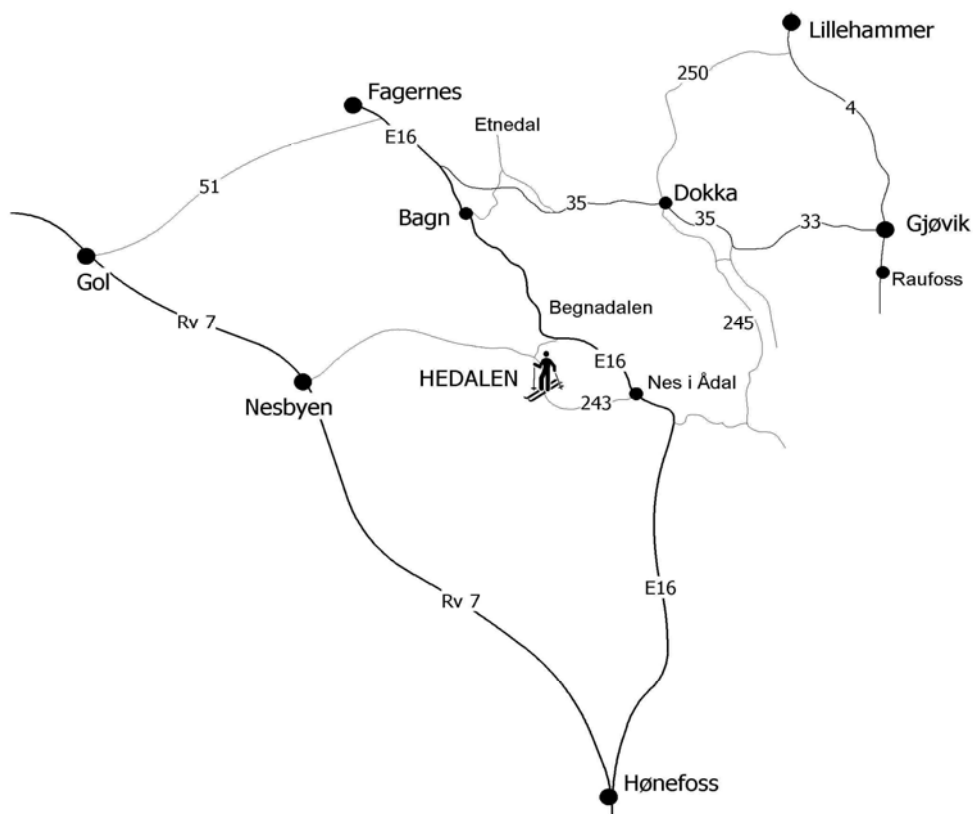 Lillehammer
250
4
Fagernes
E16
Etnedal
51
35
Dokka
35
33
Gjøvik
Bagn
Gol
Raufoss
Rv 7
Begnadalen
245
E16
HEDALEN
Nes i Ådal
243
Nesbyen
E16
Rv 7
Hønefoss